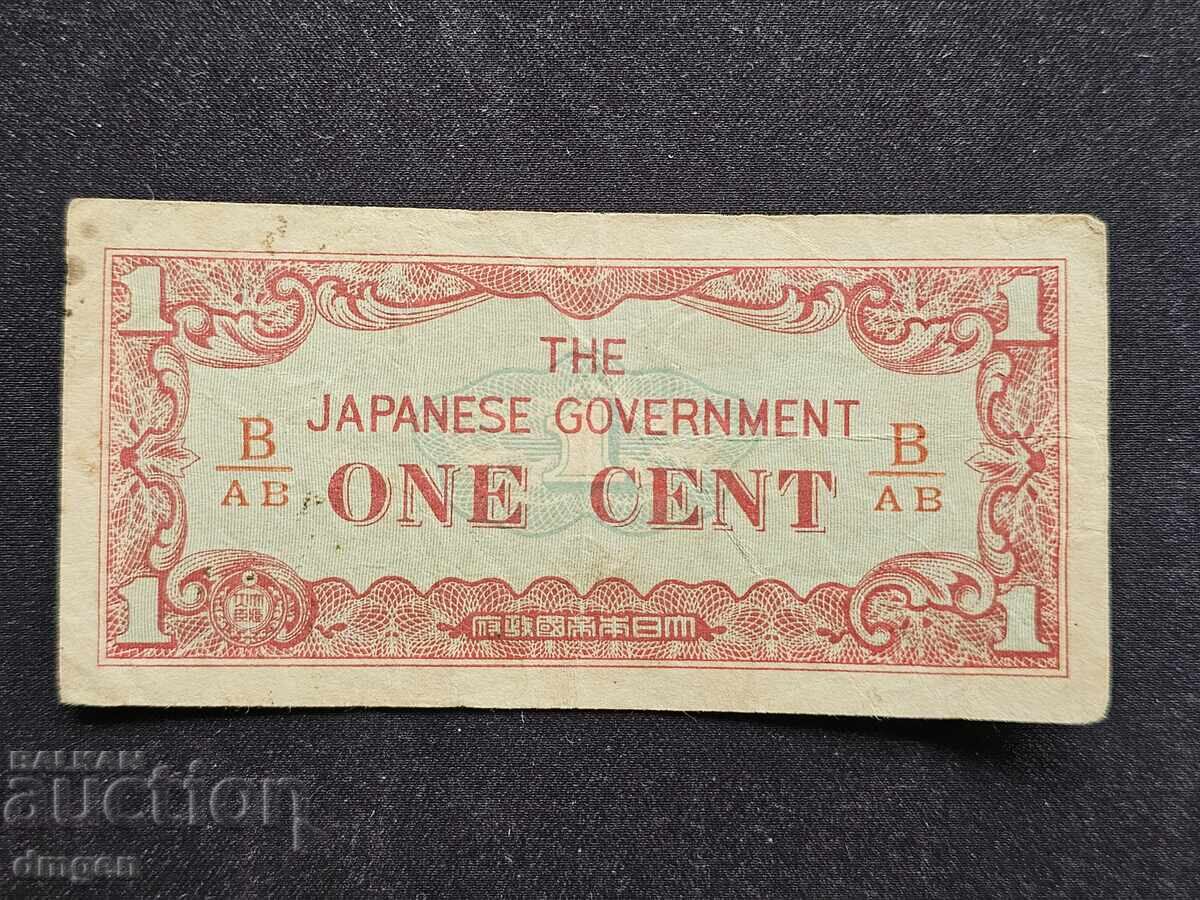 1 1
THE
JAPANESE GOVERNMENT
B B
AB AB
ONE CENT
1 1
府政國帝本日大
BALKAN
auction
dmgen